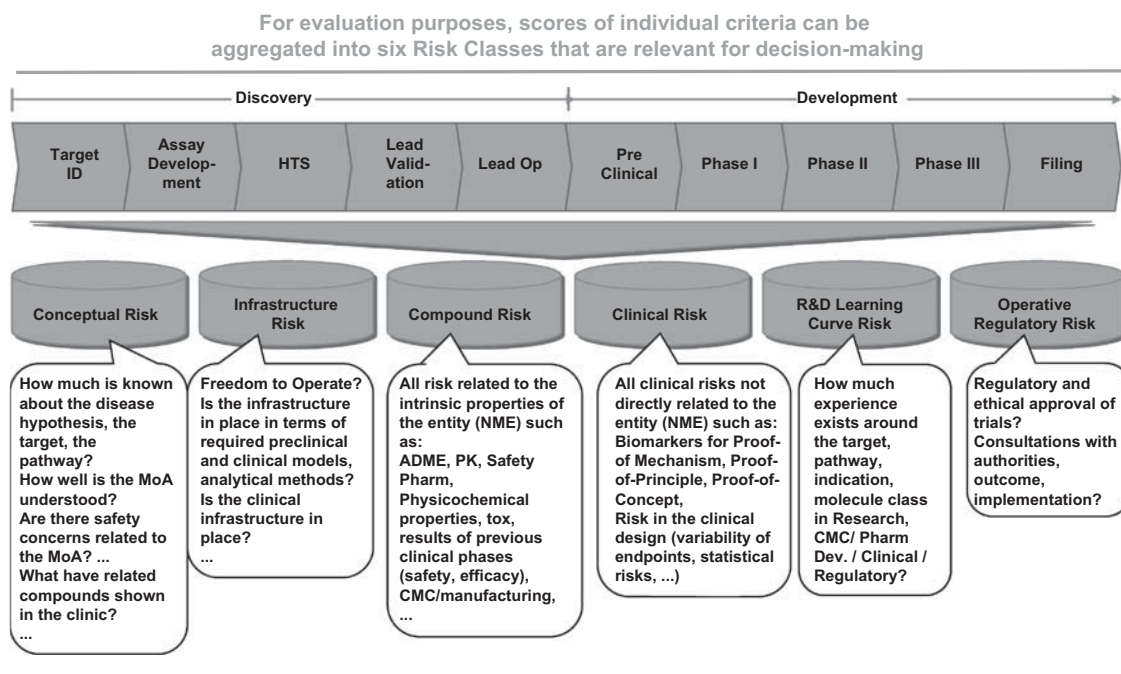 For evaluation purposes, scores of individual criteria can be
aggregated into six Risk Classes that are relevant for decision-making
Discovery
Development
Target
ID
Assay
Develop-
ment
HTS
Lead
Valid-
ation
Lead Op
Pre
Clinical
Phase I
Phase II
Phase III
Filing
Conceptual Risk
Infrastructure
Risk
Compound Risk
Clinical Risk
R&D Learning
Curve Risk
Operative
Regulatory Risk
How much is known
about the disease
hypothesis, the
target, the
pathway?
How well is the MoA
understood?
Are there safety
concerns related to
the MoA? ...
What have related
compounds shown
in the clinic?
...
Freedom to Operate?
Is the infrastructure
in place in terms of
required preclinical
and clinical models,
analytical methods?
Is the clinical
infrastructure in
place?
...
All risk related to the
intrinsic properties of
the entity (NME) such
as:
ADME, PK, Safety
Pharm,
Physicochemical
properties, tox,
results of previous
clinical phases
(safety, efficacy),
CMC/manufacturing,
...
All clinical risks not
directly related to the
entity (NME) such as:
Biomarkers for Proof-
of Mechanism, Proof-
of-Principle, Proof-of-
Concept,
Risk in the clinical
design (variability of
endpoints, statistical
risks, ...)
How much
experience
exists around
the target,
pathway,
indication,
molecule class
in Research,
CMC/ Pharm
Dev. / Clinical /
Regulatory?
Regulatory and
ethical approval of
trials?
Consultations with
authorities,
outcome,
implementation?